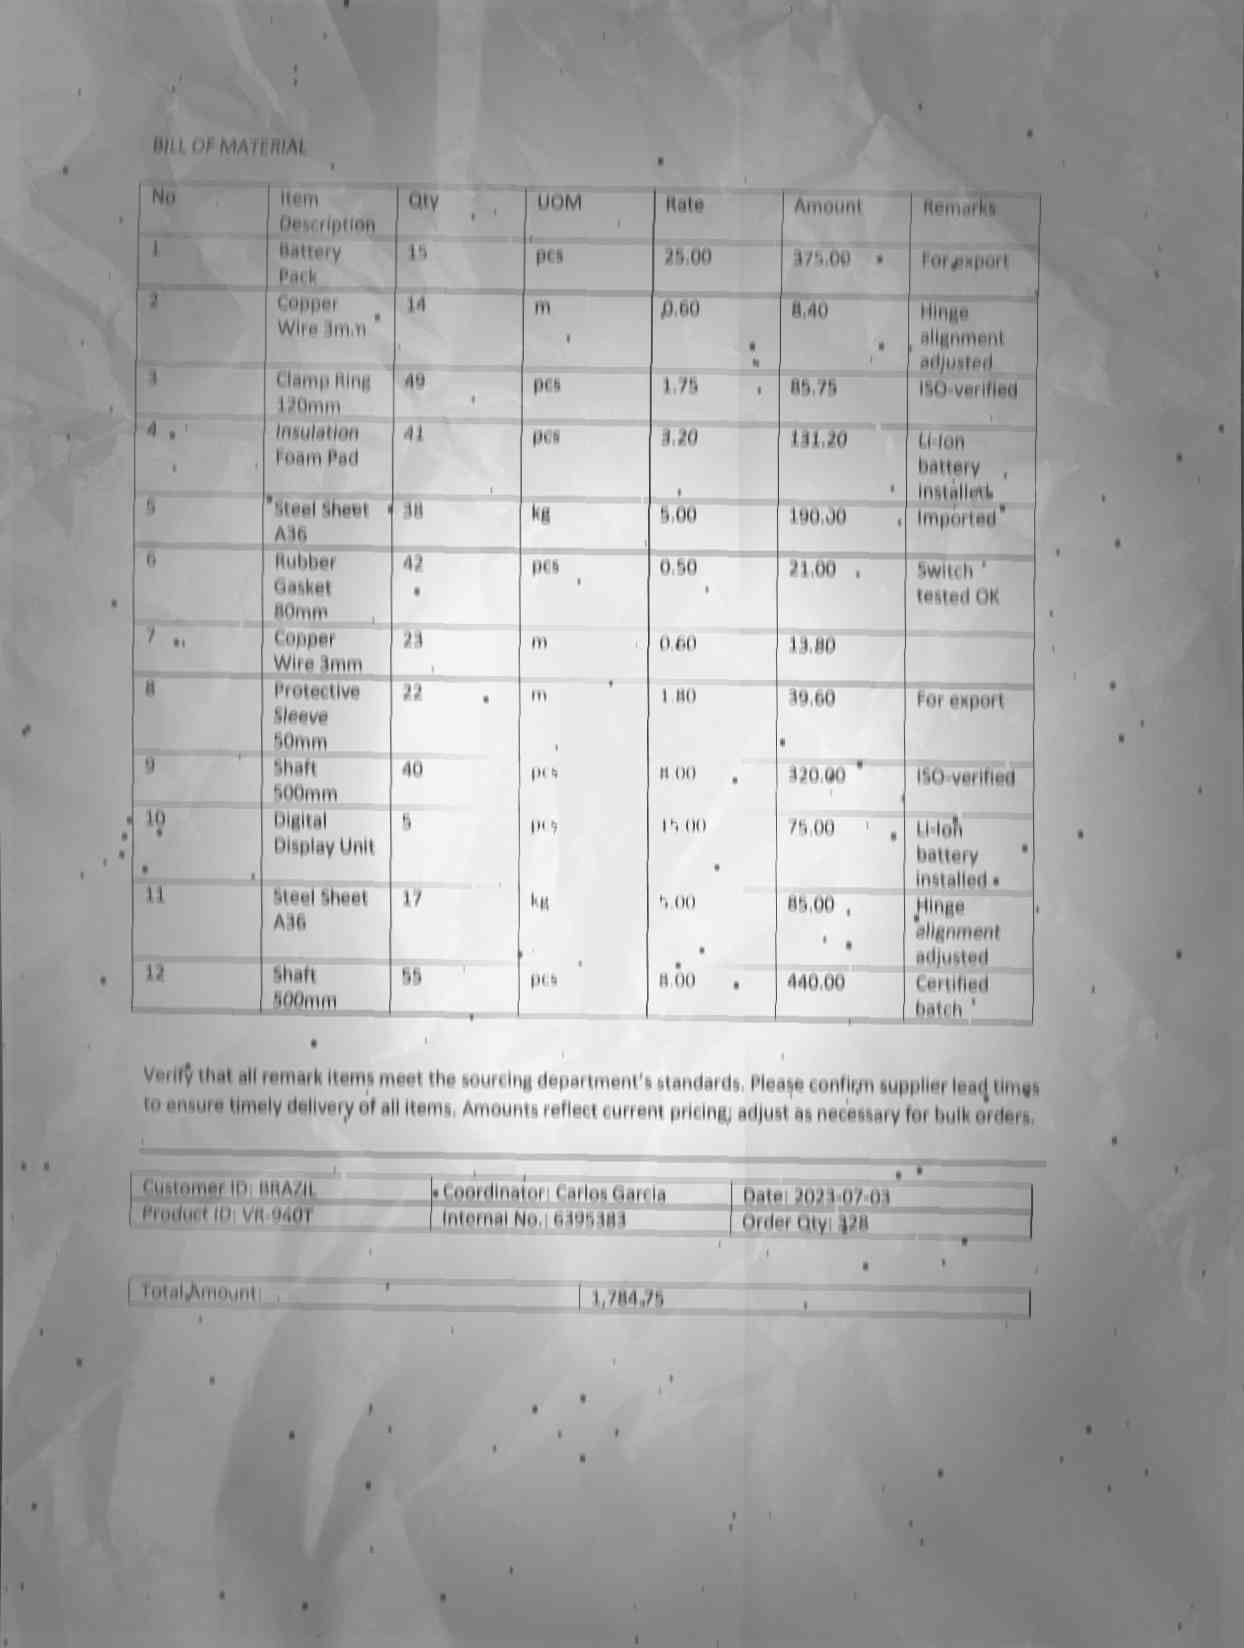 BILL OF MATERIAL
No Item Description Qty UOM Rate Amount Remarks
1 Battery Pack 15 pcs 25.00 375.00 For export
2 Copper Wire 3mm 14 m 0.60 8.40 Hinge alignment adjusted
3 Clamp Ring 120mm 49 pcs 1.75 85.75 ISO-verified
4 Insulation Foam Pad 41 pcs 3.20 131.20 Li-Ion battery installed
5 Steel Sheet A36 38 kg 5.00 190.00 Imported
6 Rubber Gasket 80mm 42 pcs 0.50 21.00 Switch tested OK
7 Copper Wire 3mm 23 m 0.60 13.80
8 Protective Sleeve 50mm 22 m 1.80 39.60 For export
9 Shaft 500mm 40 pcs 8.00 320.00 ISO-verified
10 Digital Display Unit 5 pcs 15.00 75.00 Li-Ion battery installed
11 Steel Sheet A36 17 kg 5.00 85.00 Hinge alignment adjusted
12 Shaft 500mm 55 pcs 8.00 440.00 Certified batch
Verify that all remark items meet the sourcing department's standards. Please confirm supplier lead times
to ensure timely delivery of all items. Amounts reflect current pricing; adjust as necessary for bulk orders.
Customer ID: BRAZIL Coordinator: Carlos Garcia Date: 2023-07-03
Product ID: VR-940T Internal No.: 6395383 Order Qty: 328
Total Amount: 1,784.75